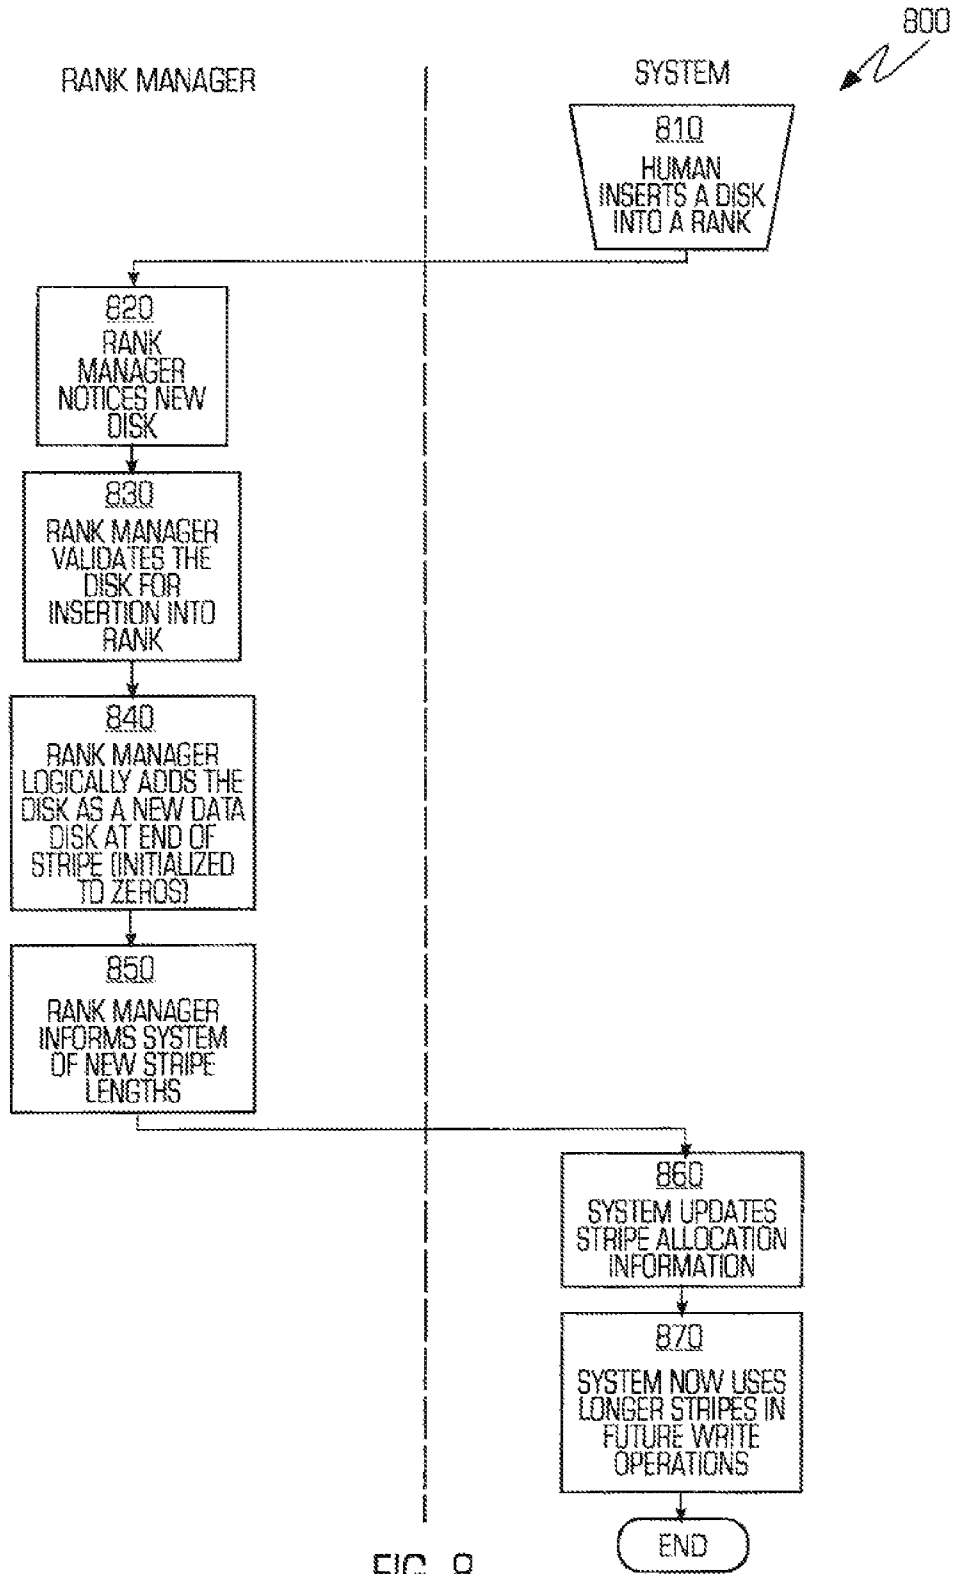 800
RANK MANAGER
SYSTEM
810
HUMAN
INSERTS A DISK
INTO A RANK
820
RANK
MANAGER
NOTICES NEW
DISK
830
RANK MANAGER
VALIDATES THE
DISK FOR
INSERTION INTO
RANK
840
RANK MANAGER
LOGICALLY ADDS THE
DISK AS A NEW DATA
DISK AT END OF
STRIPE (INITIALIZED
TO ZEROS)
850
RANK MANAGER
INFORMS SYSTEM
OF NEW STRIPE
LENGTHS
860
SYSTEM UPDATES
STRIPE ALLOCATION
INFORMATION
870
SYSTEM NOW USES
LONGER STRIPES IN
FUTURE WRITE
OPERATIONS
END
FIG. 8